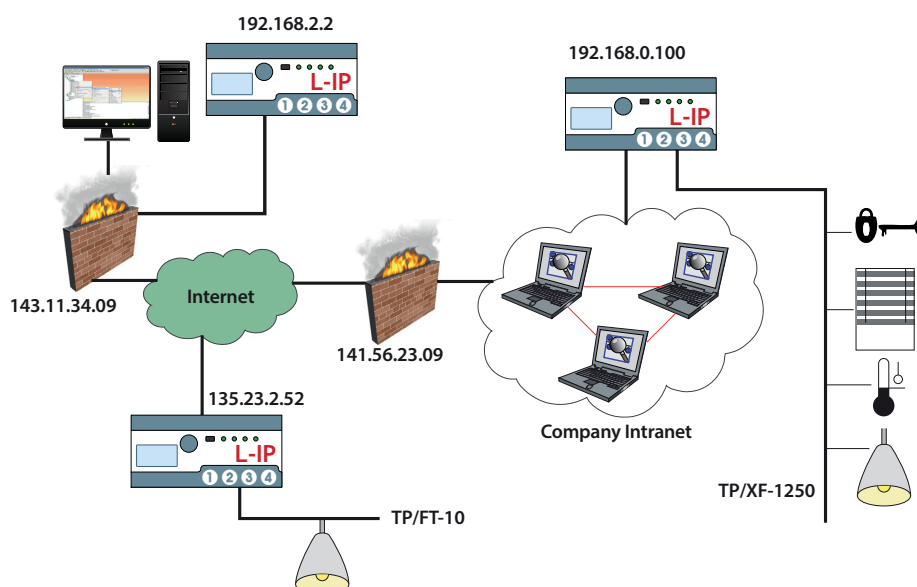 192.168.2.2
L-IP
1 2 3 4
192.168.0.100
L-IP
1 2 3 4
143.11.34.09
Internet
141.56.23.09
135.23.2.52
L-IP
1 2 3 4
Company Intranet
TP/XF-1250
TP/FT-10